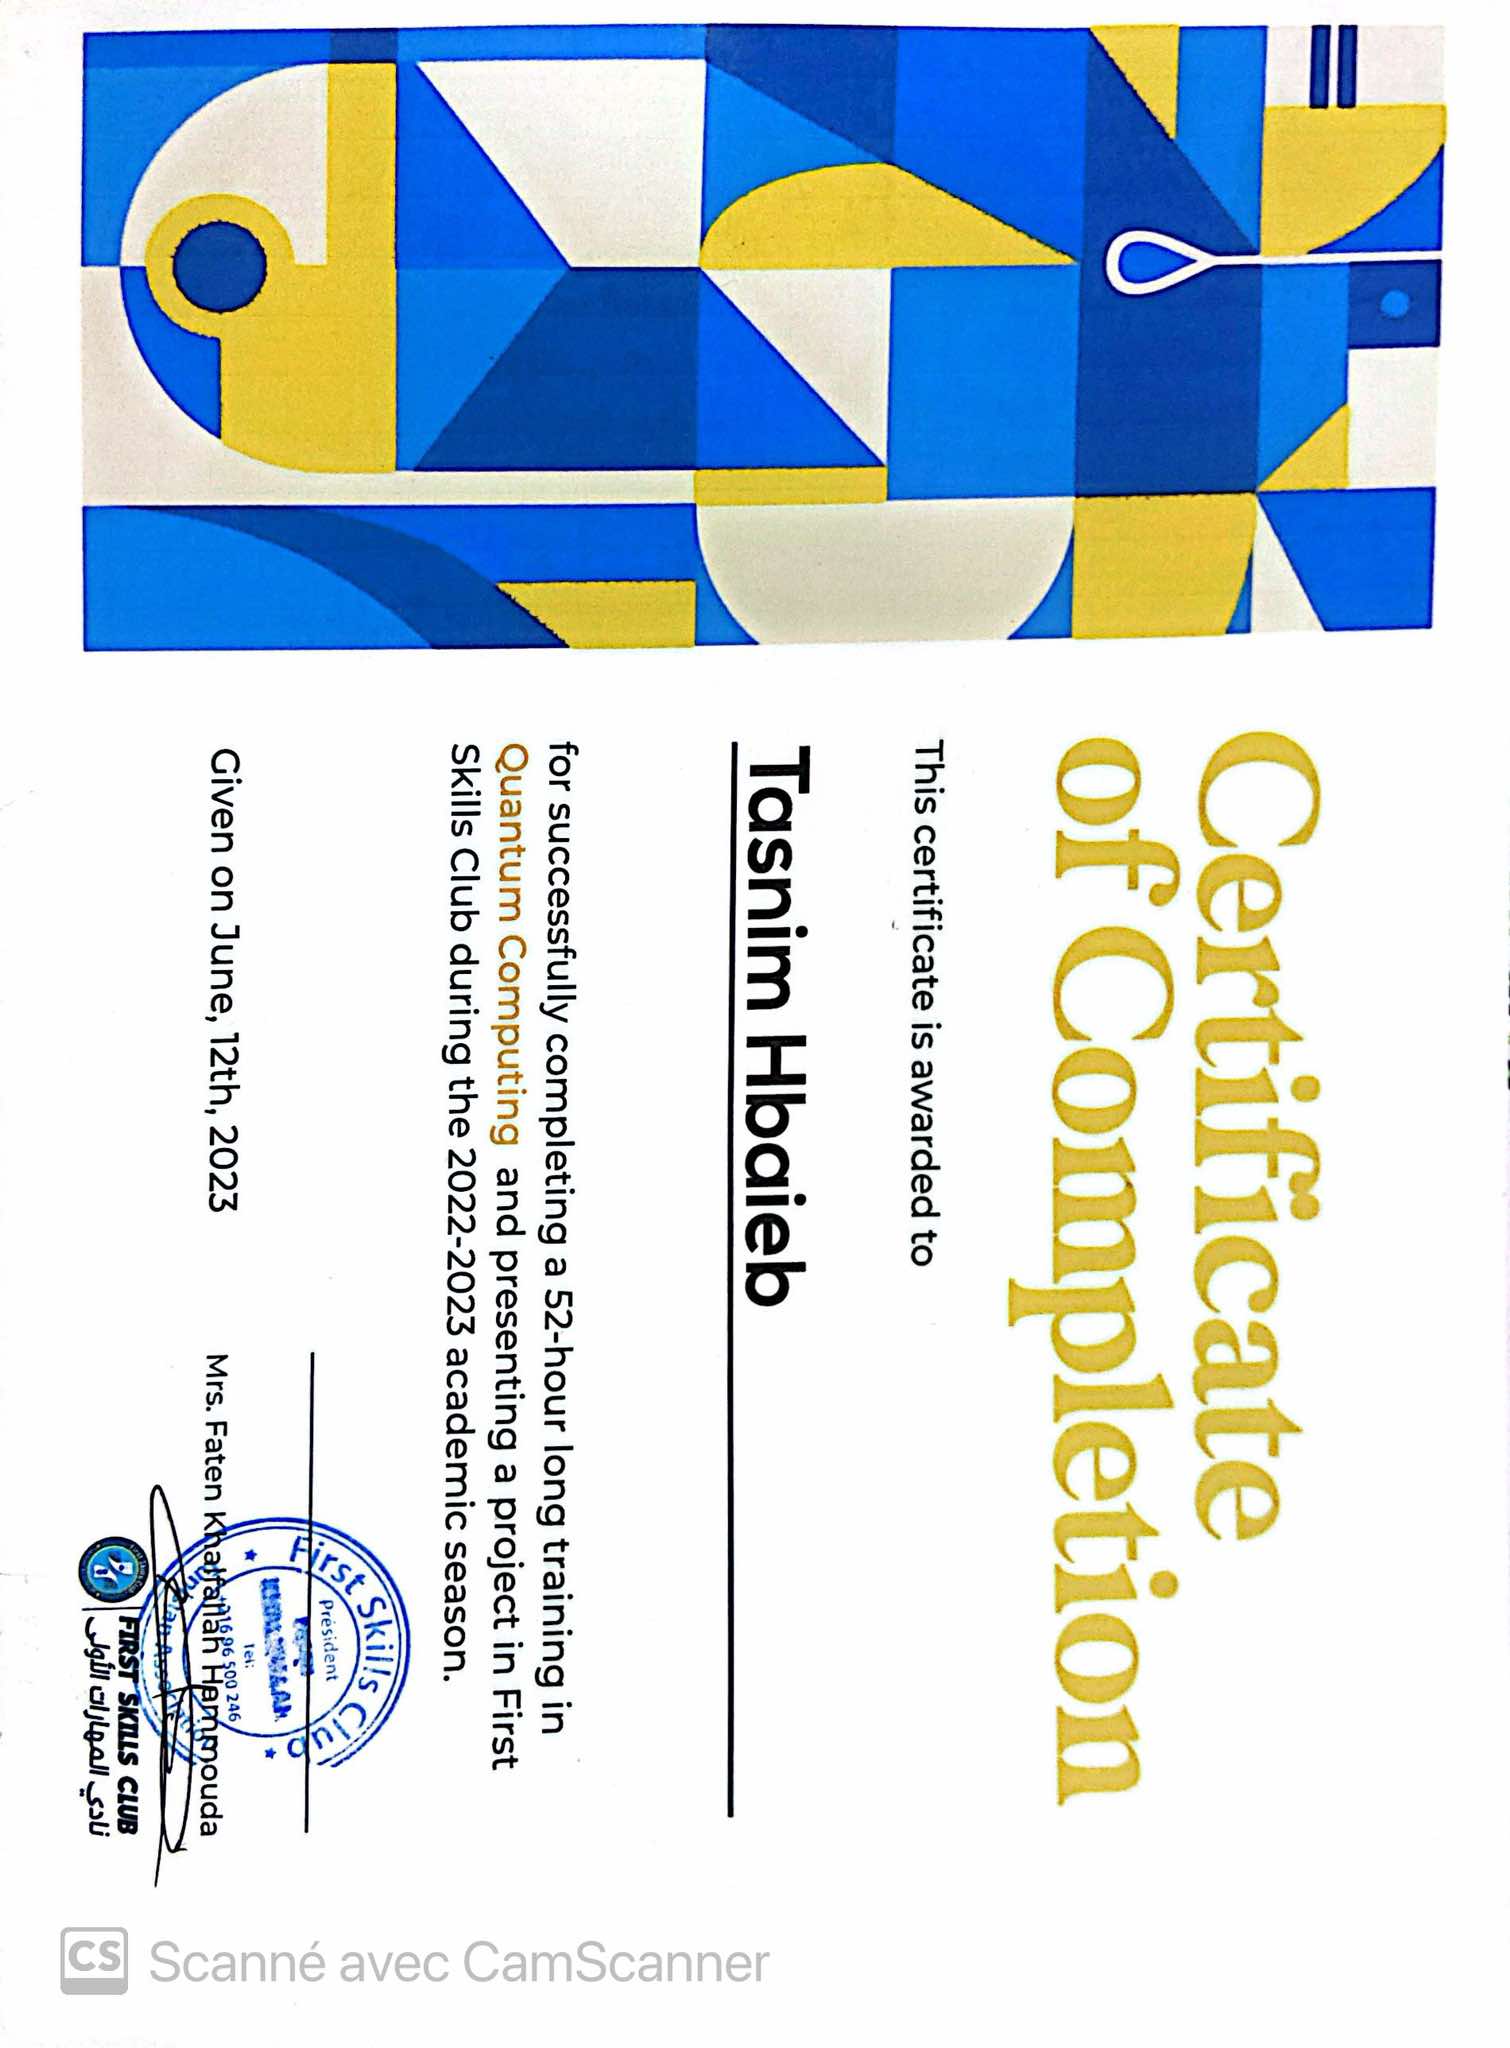 Certificate
of Completion
This certificate is awarded to
Tasnim Hbaieb
for successfully completing a 52-hour long training in
Quantum Computing and presenting a project in First
Skills Club during the 2022-2023 academic season.
First Skills Club
Président
Tel:
96 500 246
Tunisian Association
Given on June, 12th, 2023
Mrs. Faten Khalfallah Hammouda
FIRST SKILLS CLUB
نادي المهارات الأولى
CS Scanné avec CamScanner